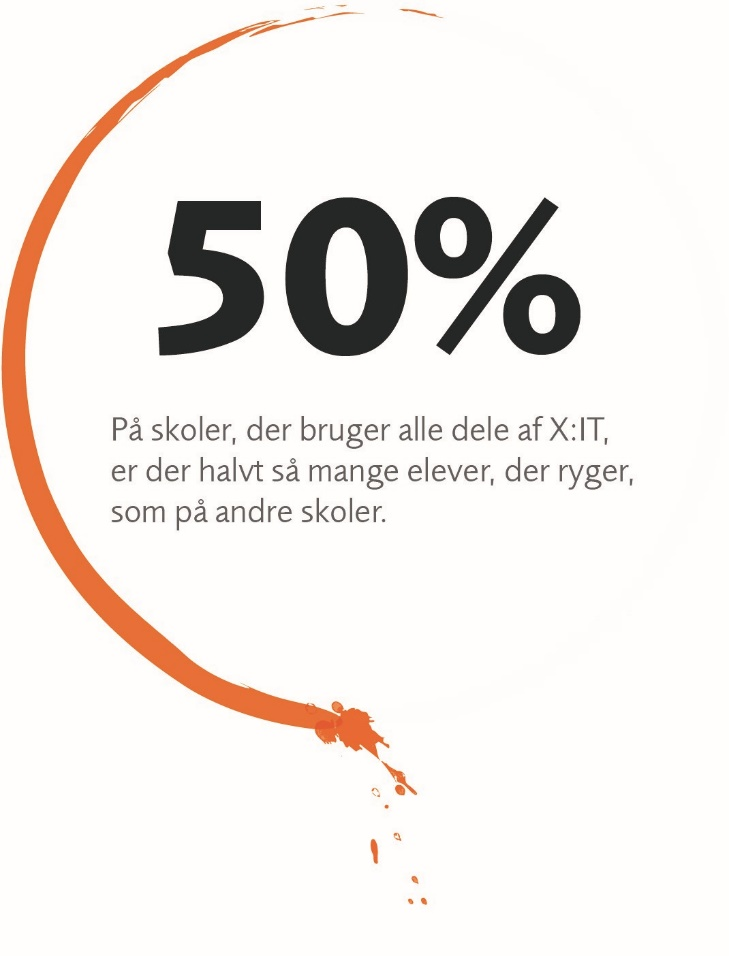 50%
På skoler, der bruger alle dele af X:IT,
er der halvt så mange elever, der ryger,
som på andre skoler.